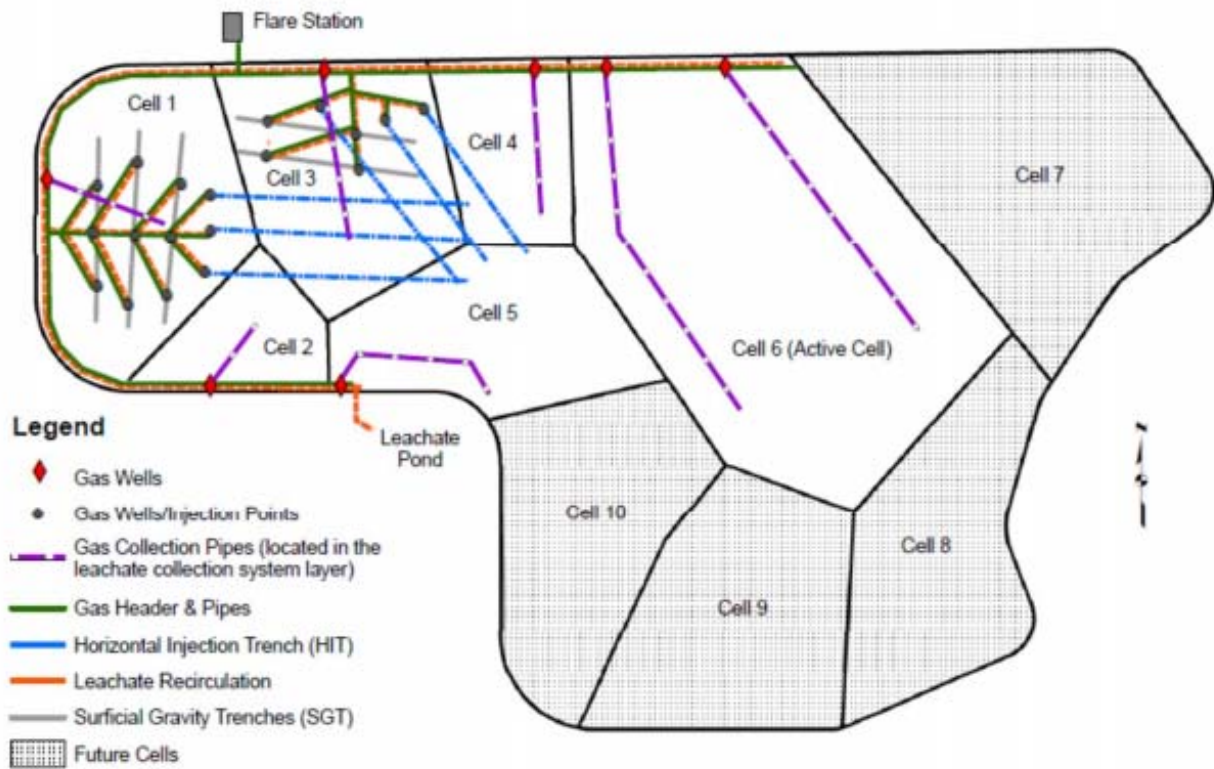 Flare Station
Cell 1
Cell 4
Cell 3
Cell 7
Cell 5
Cell 2
Cell 6 (Active Cell)
Leachate
Pond
Legend
Gas Wells
Gas Wells/Injection Points
Gas Collection Pipes (located in the
leachate collection system layer)
Gas Header & Pipes
Horizontal Injection Trench (HIT)
Leachate Recirculation
Surficial Gravity Trenches (SGT)
Future Cells
Cell 10
Cell 8
Cell 9